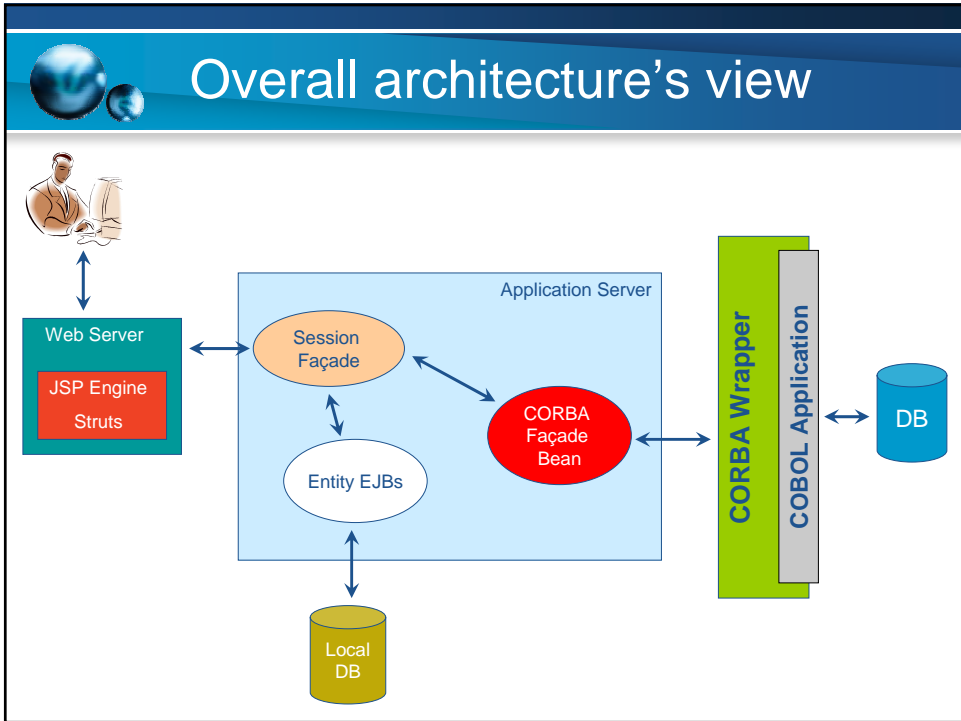 Overall architecture’s view
Application Server
Web Server
JSP Engine
Struts
Session
Façade
CORBA
Façade
Bean
Entity EJBs
CORBA Wrapper
COBOL Application
DB
Local
DB